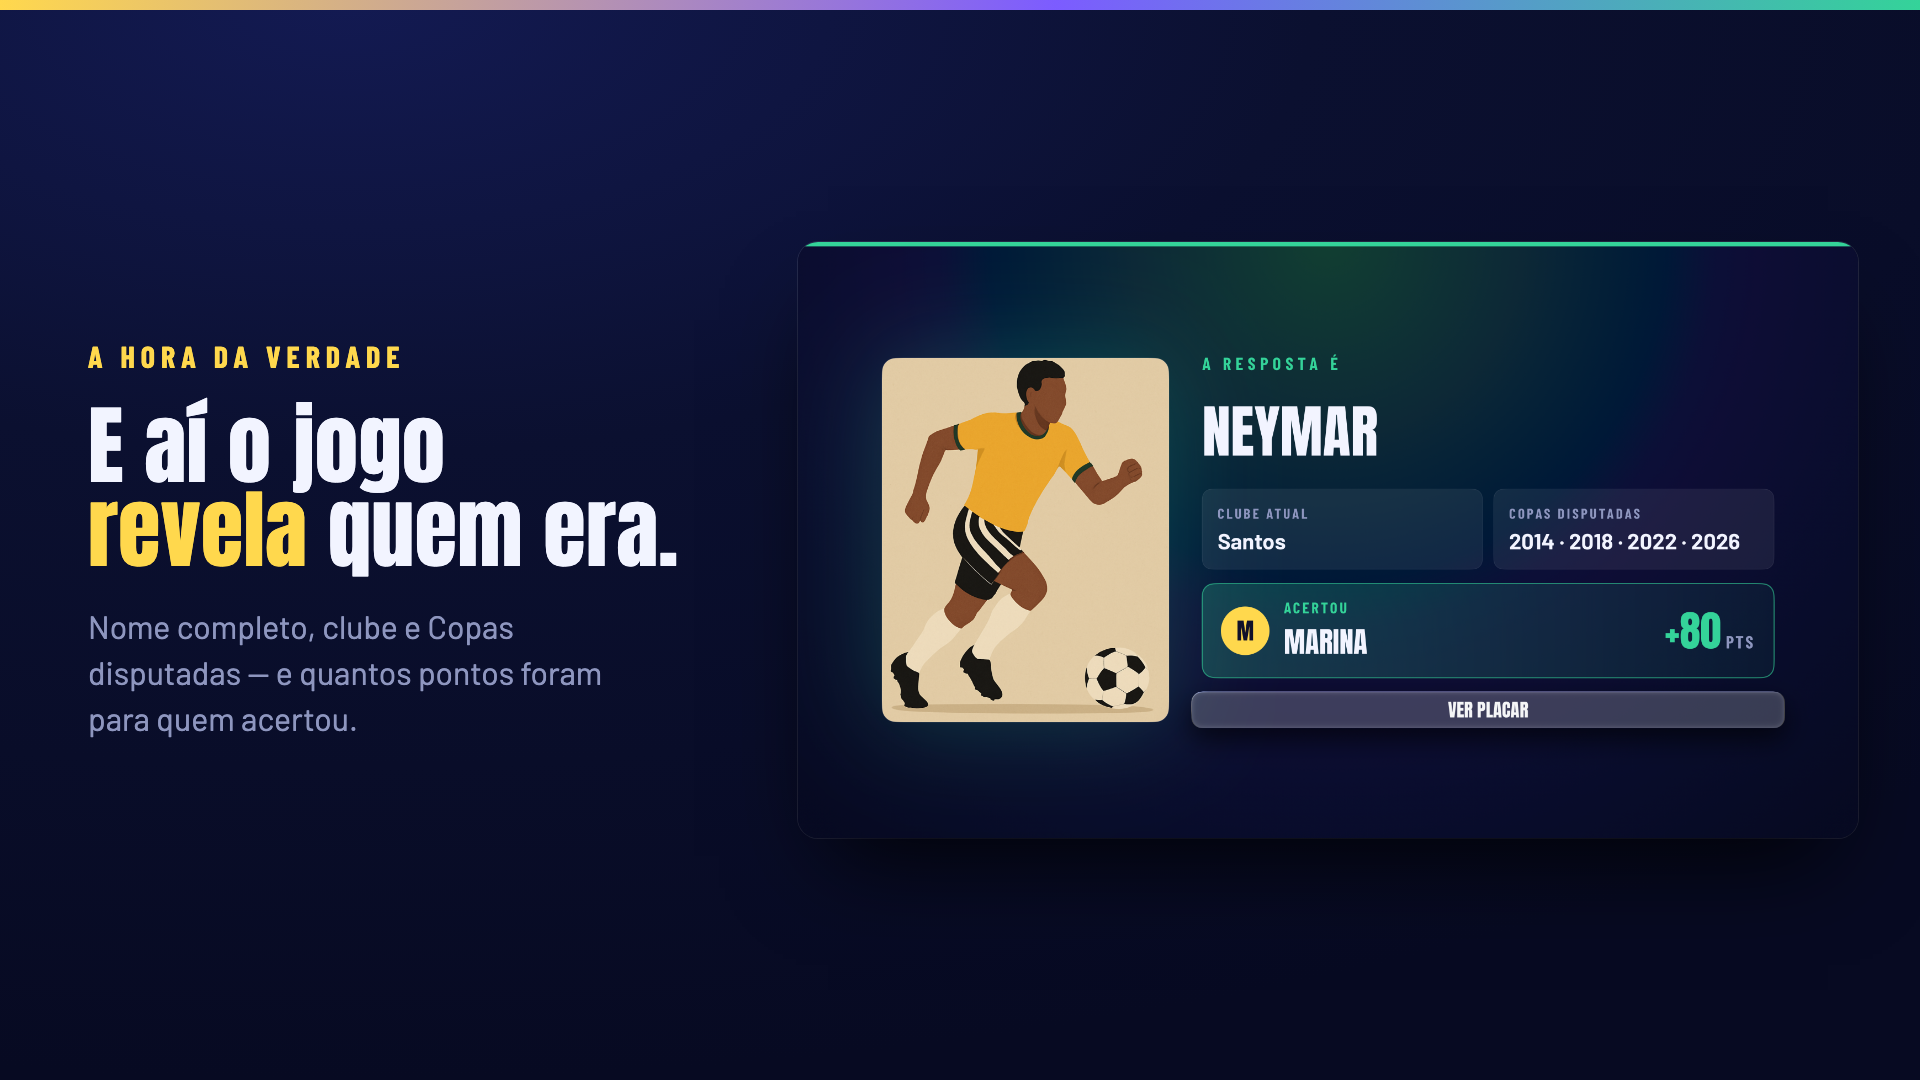 A HORA DA VERDADE
E aí o jogo
revela quem era.
Nome completo, clube e Copas
disputadas — e quantos pontos foram
para quem acertou.
A RESPOSTA É
NEYMAR
CLUBE ATUAL
Santos
COPAS DISPUTADAS
2014 · 2018 · 2022 · 2026
M
ACERTOU
MARINA
+80 PTS
VER PLACAR